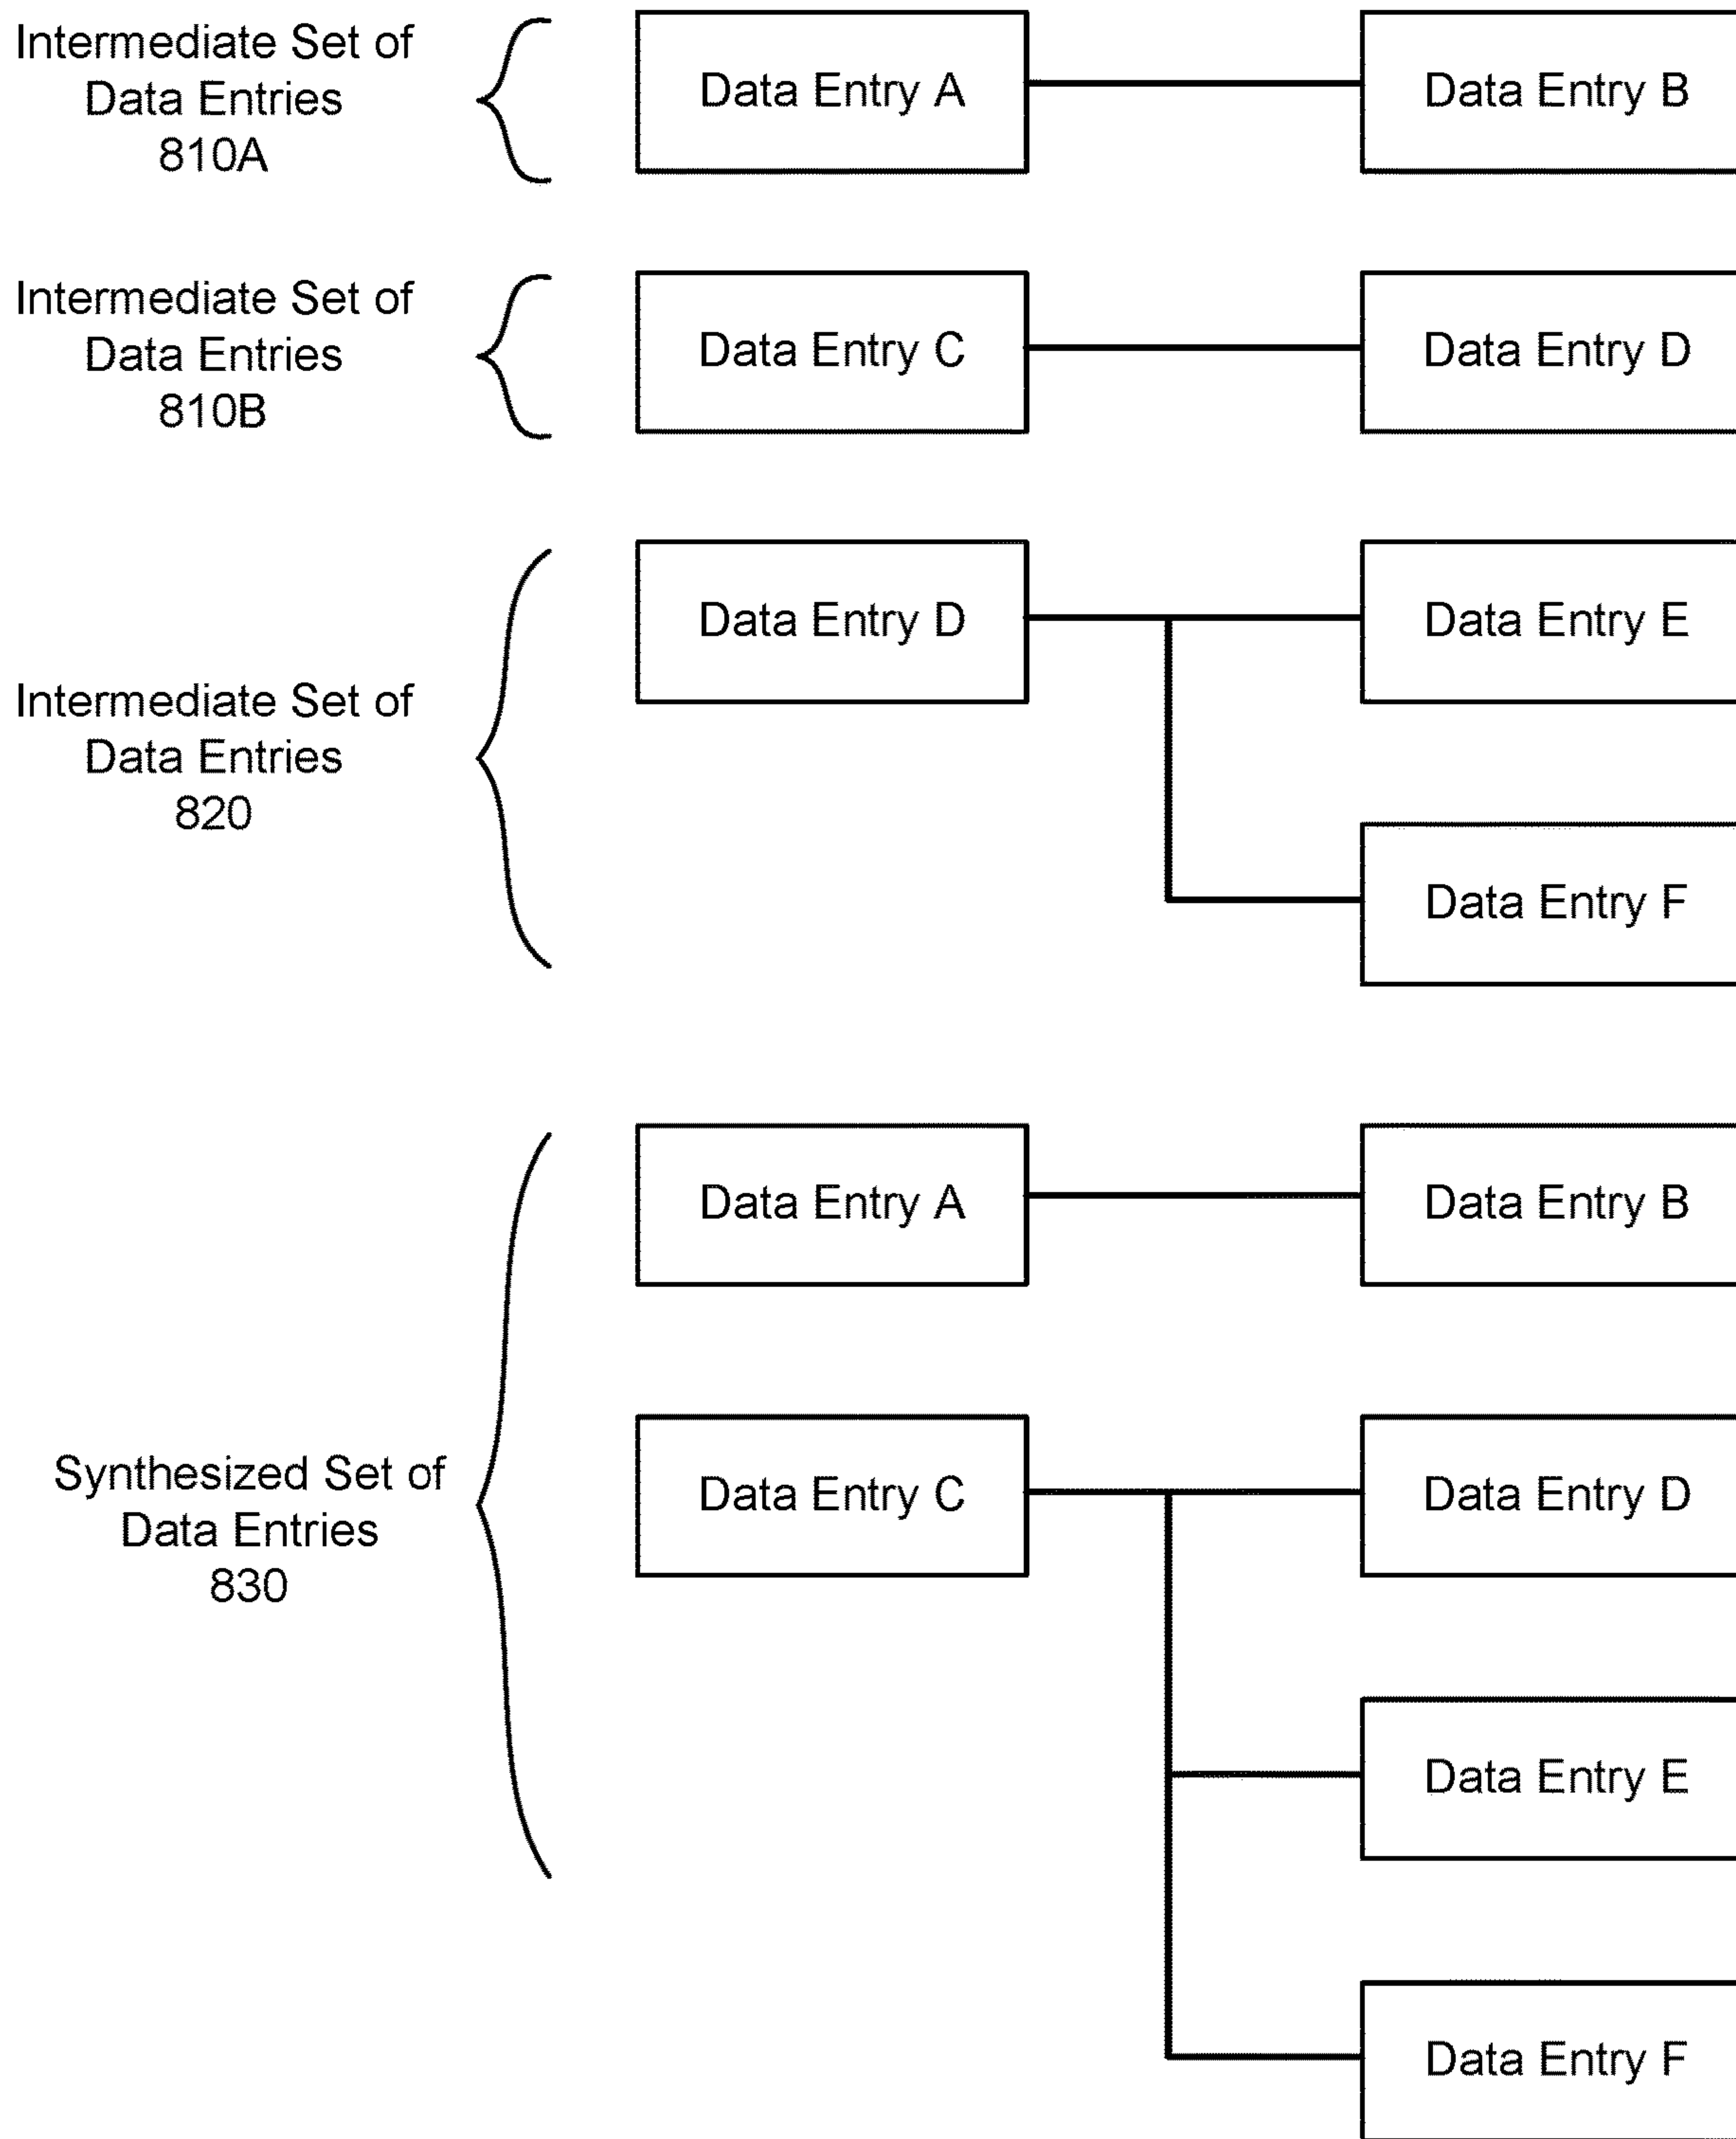 Intermediate Set of
Data Entries
810A
Data Entry A
Data Entry B
Intermediate Set of
Data Entries
810B
Data Entry C
Data Entry D
Intermediate Set of
Data Entries
820
Data Entry D
Data Entry E
Data Entry F
Synthesized Set of
Data Entries
830
Data Entry A
Data Entry B
Data Entry C
Data Entry D
Data Entry E
Data Entry F